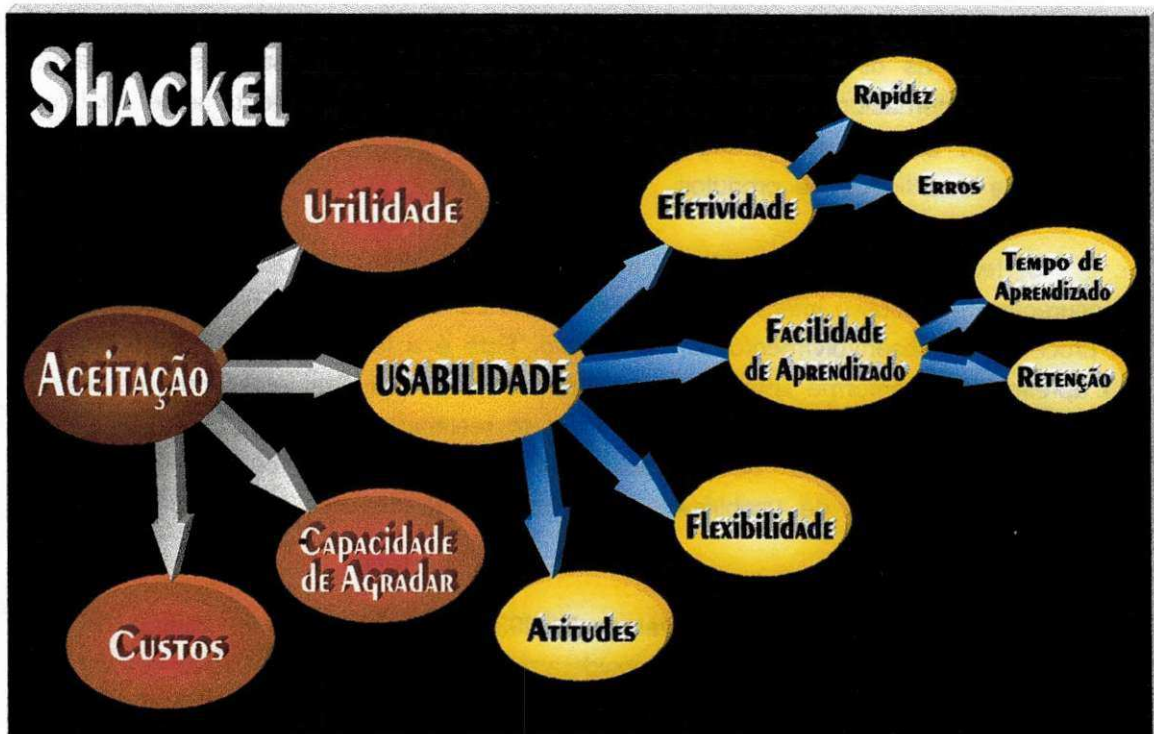 Shackel
Rapidez
Utilidade
Efetividade
Erros
Tempo de
Aprendizado
Aceitação
USABILIDADE
Facilidade
de Aprendizado
Retenção
Capacidade
de Agradar
Flexibilidade
Custos
Atitudes